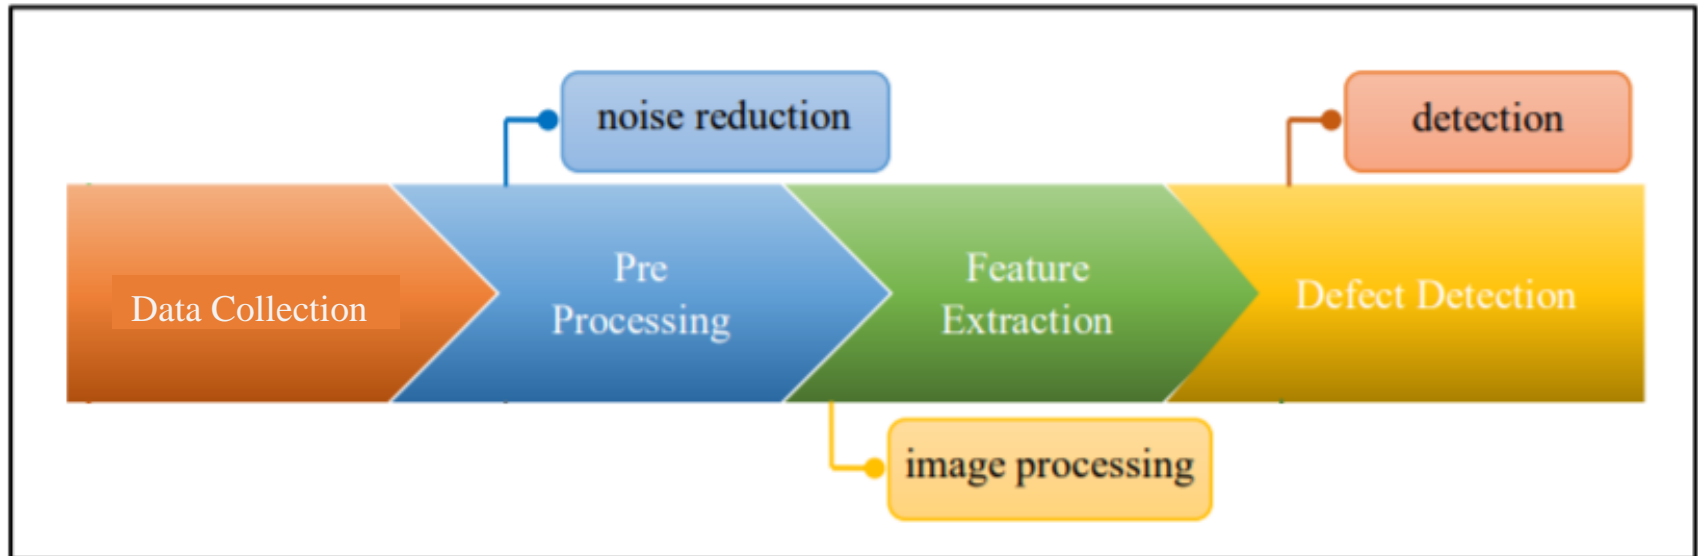 noise reduction
detection
Data Collection
Pre
Processing
Feature
Extraction
Defect Detection
image processing